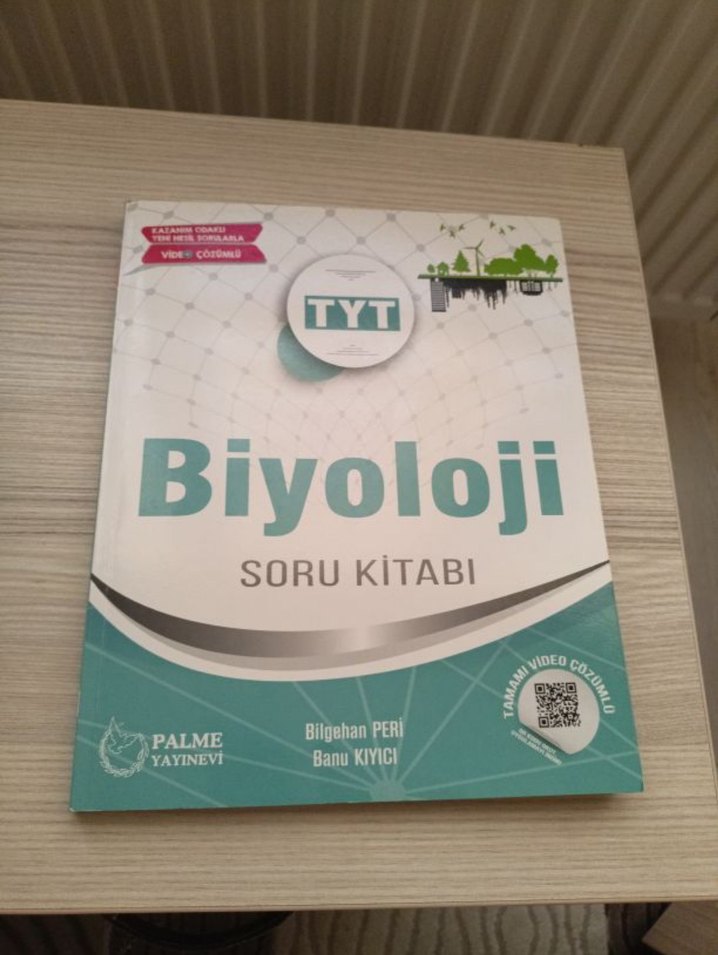 KAZANIM ODAKLI
YENİ NESİL SORULARLA
VİDEO ÇÖZÜMLÜ
TYT
Biyoloji
SORU KİTABI
TAMAMI VİDEO ÇÖZÜMLÜ
Bilgehan PERİ
Banu KIYICI
PALME
YAYINEVİ